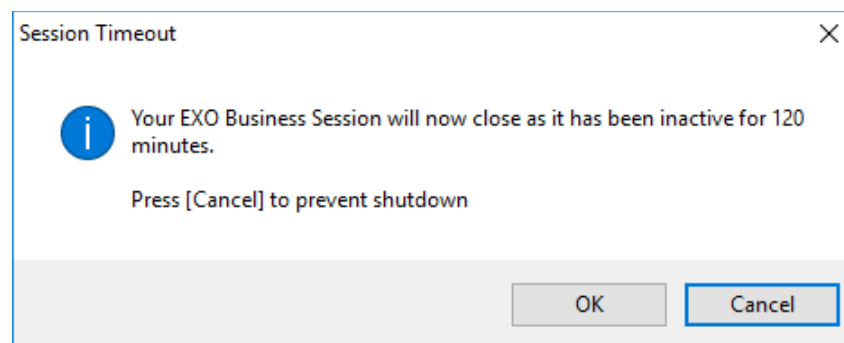 Session Timeout
Your EXO Business Session will now close as it has been inactive for 120
minutes.
Press [Cancel] to prevent shutdown
OK
Cancel